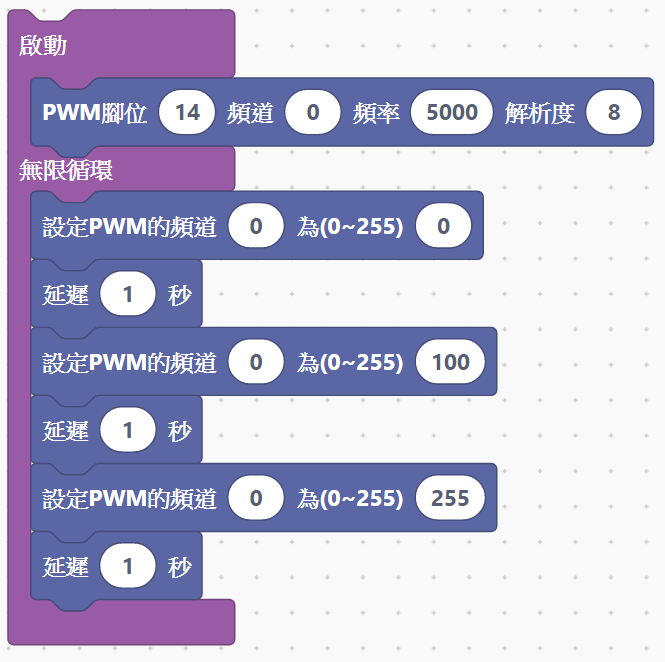 啟動
PWM腳位 14 頻道 0 頻率 5000 解析度 8
無限循環
設定PWM的頻道 0 為(0~255) 0
延遲 1 秒
設定PWM的頻道 0 為(0~255) 100
延遲 1 秒
設定PWM的頻道 0 為(0~255) 255
延遲 1 秒